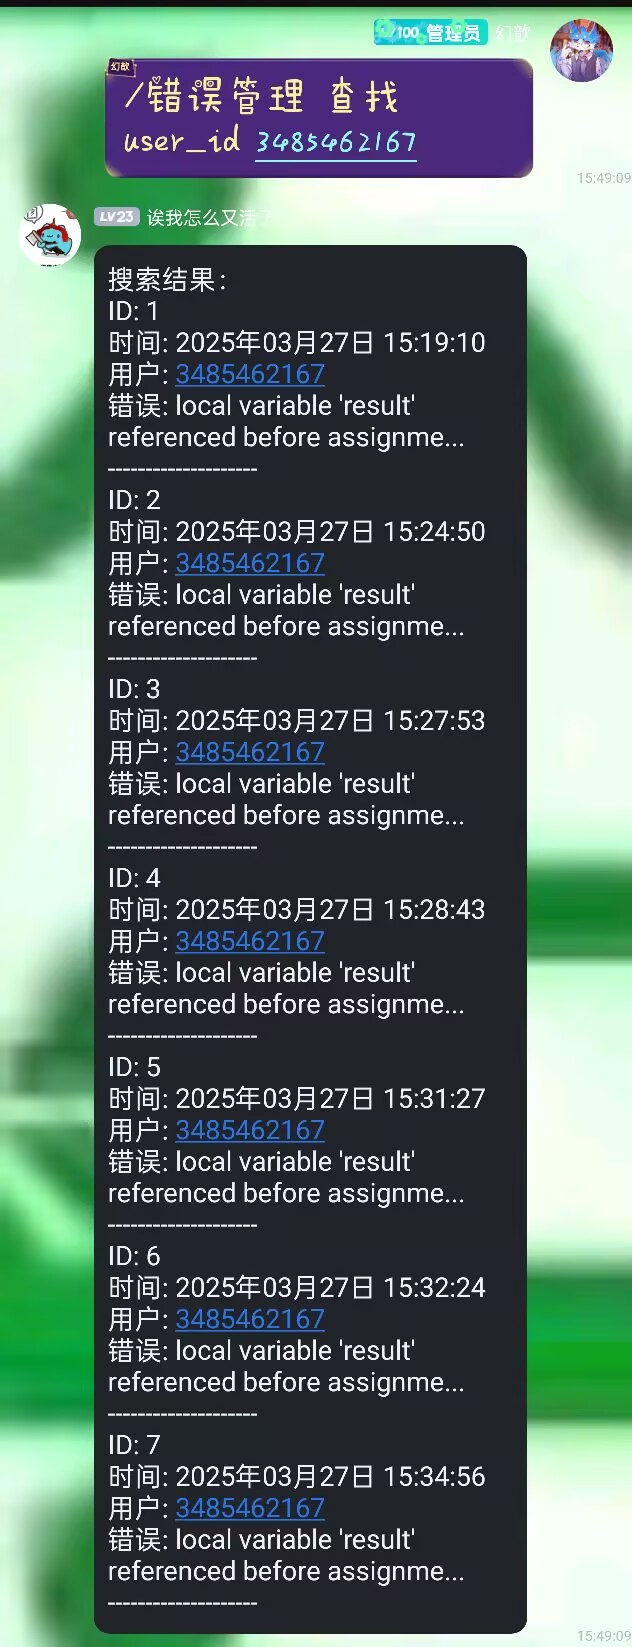 /100 管理员 幻歆
幻歆
/错误管理 查找
user_id 3485462167
15:49:09
LV23 诶我怎么又活了
搜索结果:
ID: 1
时间: 2025年03月27日 15:19:10
用户: 3485462167
错误: local variable 'result'
referenced before assignme...
--------------------
ID: 2
时间: 2025年03月27日 15:24:50
用户: 3485462167
错误: local variable 'result'
referenced before assignme...
--------------------
ID: 3
时间: 2025年03月27日 15:27:53
用户: 3485462167
错误: local variable 'result'
referenced before assignme...
--------------------
ID: 4
时间: 2025年03月27日 15:28:43
用户: 3485462167
错误: local variable 'result'
referenced before assignme...
--------------------
ID: 5
时间: 2025年03月27日 15:31:27
用户: 3485462167
错误: local variable 'result'
referenced before assignme...
--------------------
ID: 6
时间: 2025年03月27日 15:32:24
用户: 3485462167
错误: local variable 'result'
referenced before assignme...
--------------------
ID: 7
时间: 2025年03月27日 15:34:56
用户: 3485462167
错误: local variable 'result'
referenced before assignme...
--------------------
15:49:09